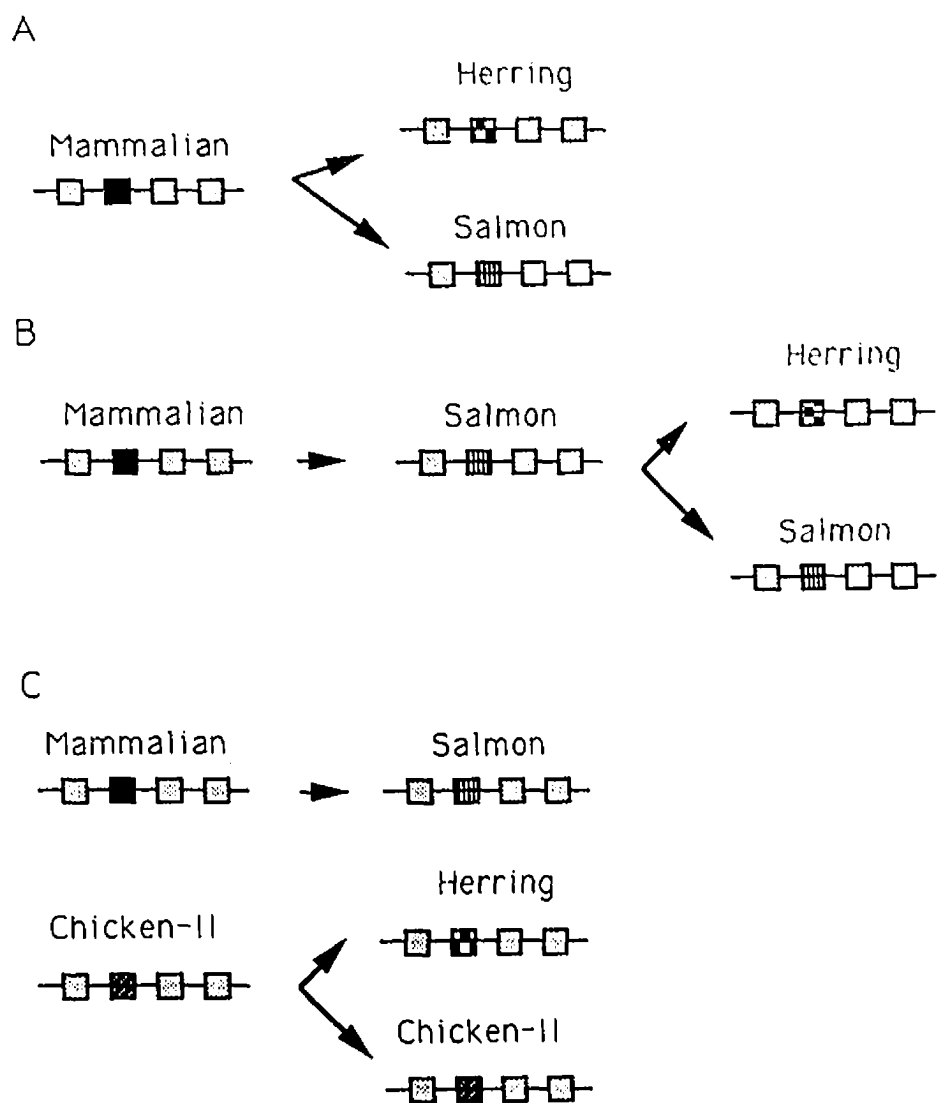 A
Herring
Mammalian
Salmon
B
Herring
Mammalian
Salmon
Salmon
C
Mammalian
Salmon
Herring
Chicken-II
Chicken-II